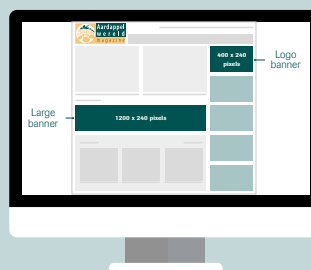 Aardappel
wereld
magazine
400 x 240
pixels
Logo
banner
Large
banner
1200 x 240 pixels